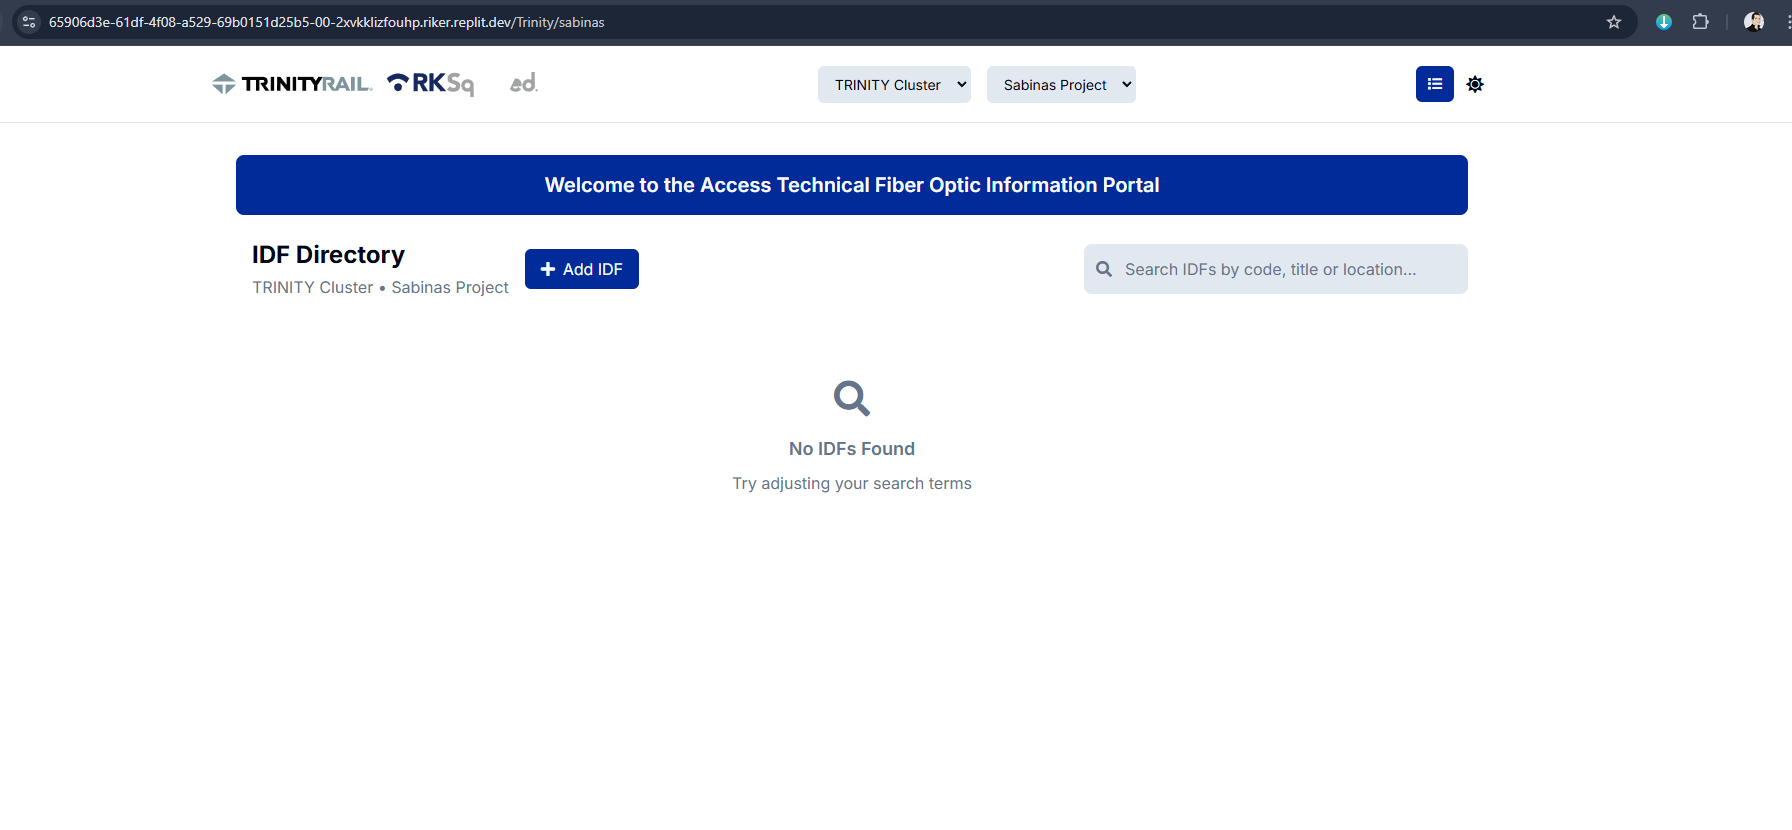 65906d3e-61df-4f08-a529-69b0151d25b5-00-2xvkklizfouhp.riker.replit.dev/Trinity/sabinas
TRINITYRAIL RKSq ed. TRINITY Cluster Sabinas Project
Welcome to the Access Technical Fiber Optic Information Portal
IDF Directory
TRINITY Cluster • Sabinas Project
Add IDF
Search IDFs by code, title or location...
No IDFs Found
Try adjusting your search terms